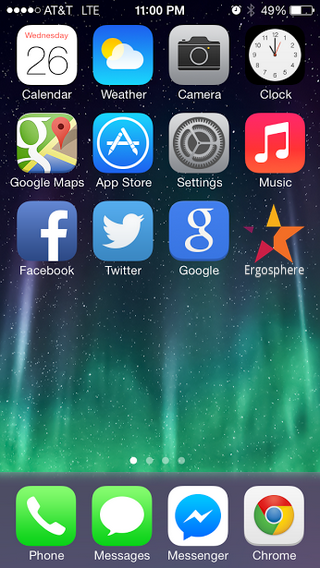 AT&T LTE 11:00 PM 49%
Wednesday
26
Calendar Weather Camera Clock
Google Maps App Store Settings Music
f g
Facebook Twitter Google Ergosphere
Phone Messages Messenger Chrome